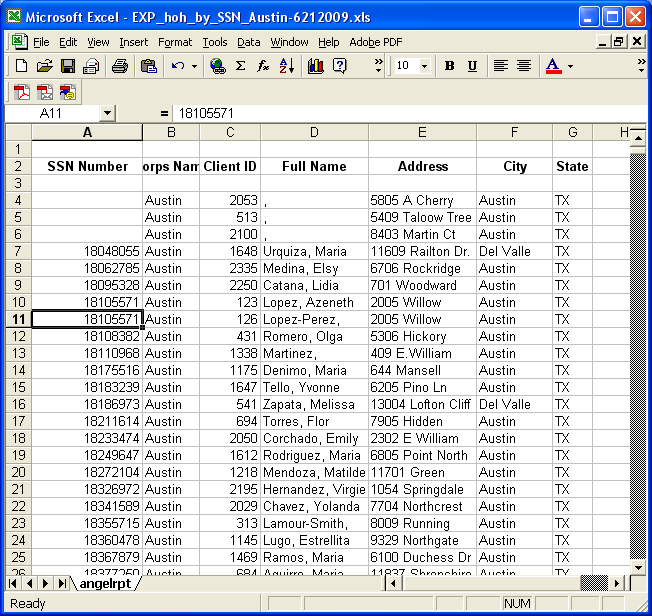 Microsoft Excel - EXP_hoh_by_SSN_Austin-6212009.xls
File Edit View Insert Format Tools Data Window Help Adobe PDF
10 B U A
A11 = 18105571
A B C D E F G H
1
2 SSN Number orps Nam Client ID Full Name Address City State
3
4 Austin 2053 , 5805 A Cherry Austin TX
5 Austin 513 , 5409 Taloow Tree Austin TX
6 Austin 2100 , 8403 Martin Ct Austin TX
7 18048055 Austin 1648 Urquiza, Maria 11609 Railton Dr. Del Valle TX
8 18062785 Austin 2335 Medina, Elsy 6706 Rockridge Austin TX
9 18095328 Austin 2250 Catana, Lidia 701 Woodward Austin TX
10 18105571 Austin 123 Lopez, Azeneth 2005 Willow Austin TX
11 18105571 Austin 126 Lopez-Perez, 2005 Willow Austin TX
12 18108382 Austin 431 Romero, Olga 5306 Hickory Austin TX
13 18110968 Austin 1338 Martinez, 409 E.William Austin TX
14 18175516 Austin 1175 Denimo, Maria 644 Mansell Austin TX
15 18183239 Austin 1647 Tello, Yvonne 6205 Pino Ln Austin TX
16 18186973 Austin 541 Zapata, Melissa 13004 Lofton Cliff Del Valle TX
17 18211614 Austin 694 Torres, Flor 7905 Hidden Austin TX
18 18233474 Austin 2050 Corchado, Emily 2302 E William Austin TX
19 18249647 Austin 1612 Rodriguez, Maria 6805 Point North Austin TX
20 18272104 Austin 1218 Mendoza, Matilde 11701 Green Austin TX
21 18326972 Austin 2195 Hernandez, Virgie 1054 Springdale Austin TX
22 18341589 Austin 2029 Chavez, Yolanda 7704 Northcrest Austin TX
23 18355715 Austin 313 Lamour-Smith, 8009 Running Austin TX
24 18360478 Austin 1145 Lugo, Estrellita 9329 Northgate Austin TX
25 18367879 Austin 1469 Ramos, Maria 6100 Duchess Dr Austin TX
26 18377250 Austin 684 Aguirre, Maria 11837 Austin TX
angelrpt
Ready NUM